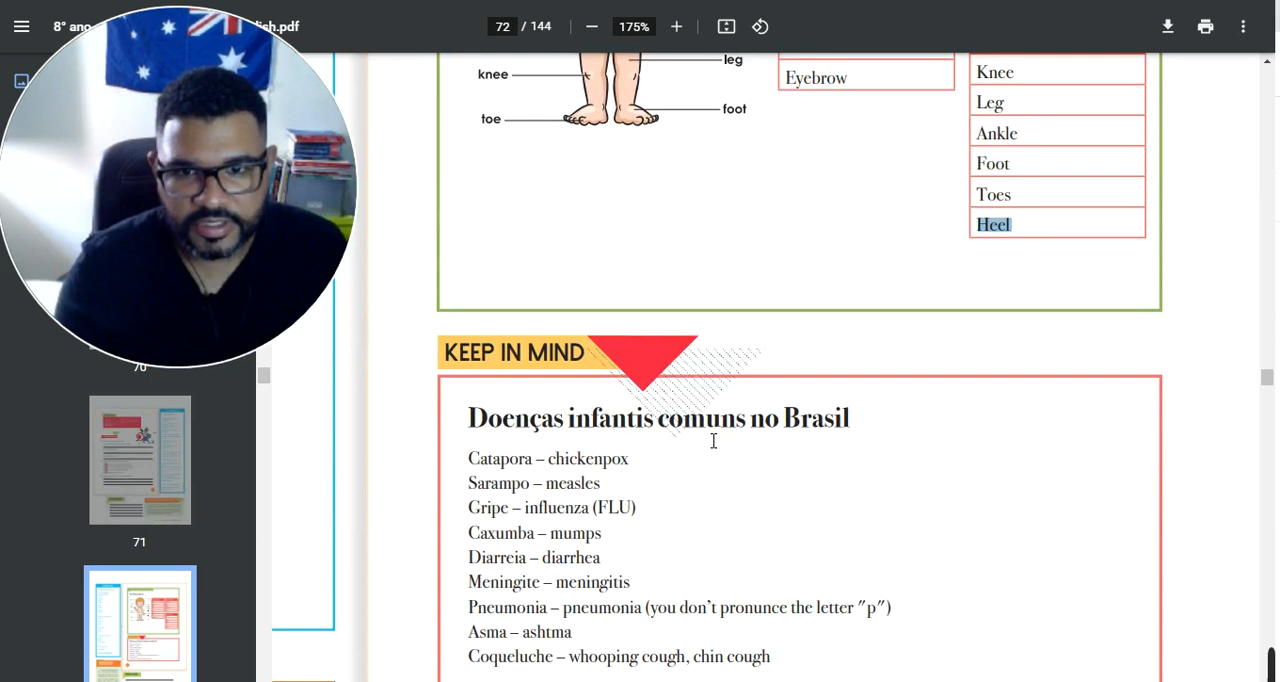 8° ano
ish.pdf
72 / 144
175%
knee
leg
toe
foot
Eyebrow
Knee
Leg
Ankle
Foot
Toes
Heel
KEEP IN MIND
Doenças infantis comuns no Brasil
Catapora – chickenpox
Sarampo – measles
Gripe – influenza (FLU)
Caxumba – mumps
Diarreia – diarrhea
Meningite – meningitis
Pneumonia – pneumonia (you don't pronunce the letter "p")
Asma – ashtma
Coqueluche – whooping cough, chin cough
70
71